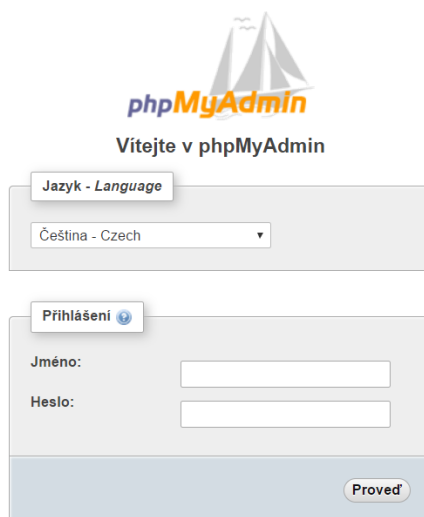 phpMyAdmin
Vítejte v phpMyAdmin
Jazyk - Language
Čeština - Czech
Přihlášení
Jméno:
Heslo:
Proveď